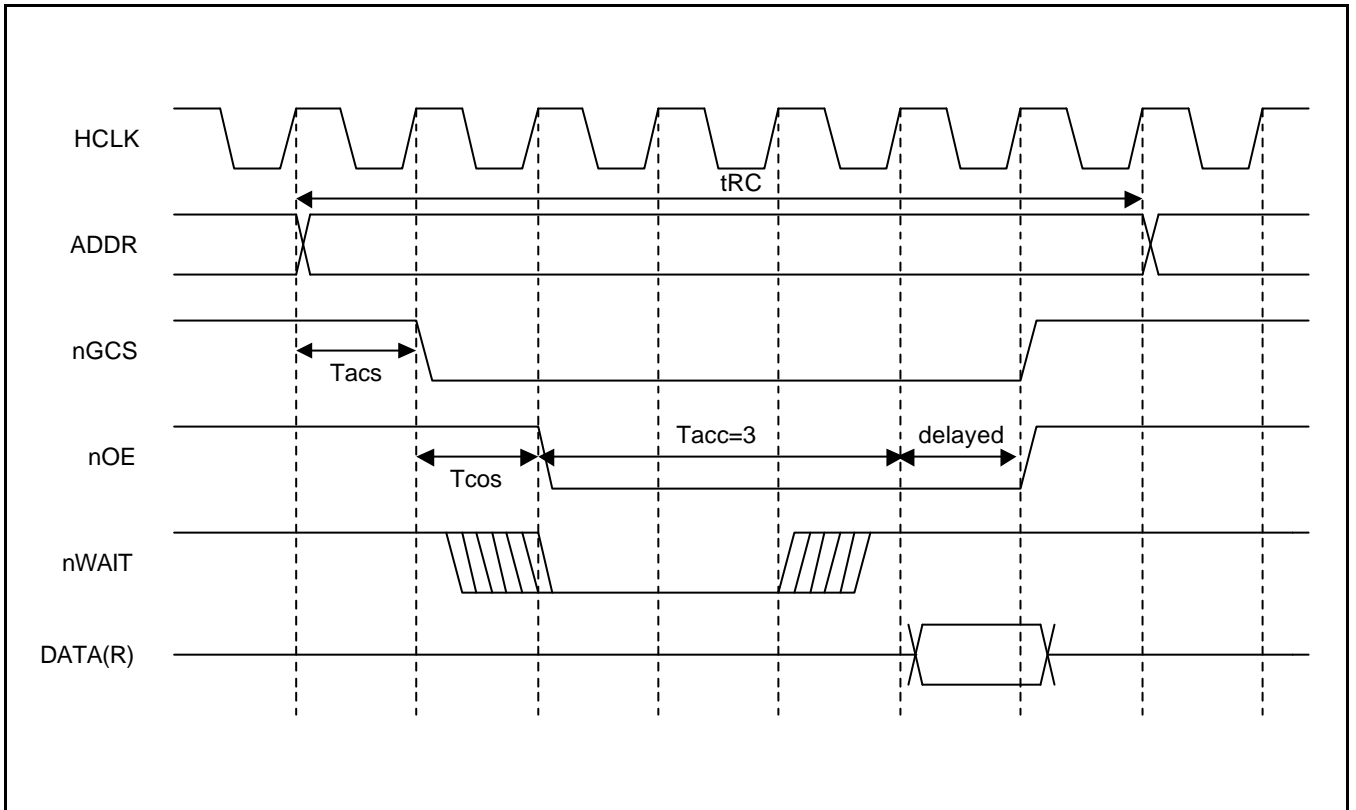 HCLK
tRC
ADDR
nGCS
Tacs
Tacc=3
delayed
nOE
Tcos
nWAIT
DATA(R)